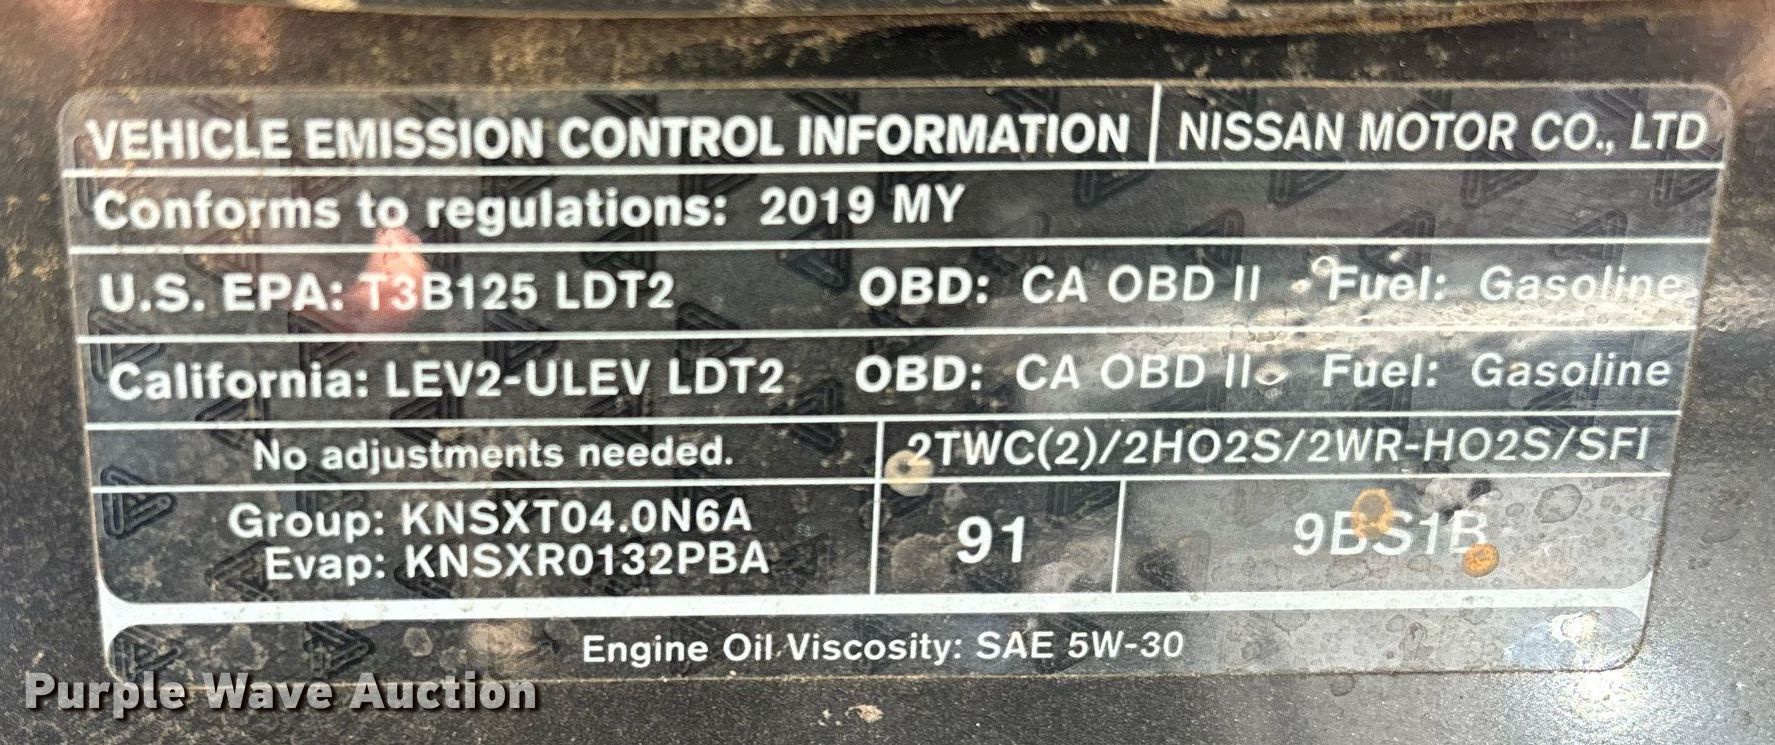 VEHICLE EMISSION CONTROL INFORMATION NISSAN MOTOR CO., LTD
Conforms to regulations: 2019 MY
U.S. EPA: T3B125 LDT2 OBD: CA OBD II Fuel: Gasoline
California: LEV2-ULEV LDT2 OBD: CA OBD II Fuel: Gasoline
No adjustments needed. 2TWC(2)/2HO2S/2WR-HO2S/SFI
Group: KNSXT04.0N6A
Evap: KNSXR0132PBA
91 9BS1B
Engine Oil Viscosity: SAE 5W-30
Purple Wave Auction